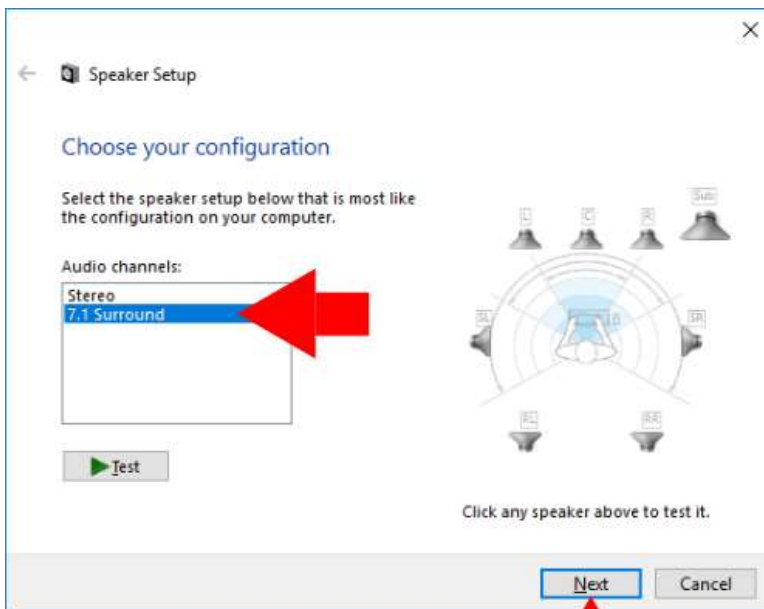 Speaker Setup
Choose your configuration
Select the speaker setup below that is most like
the configuration on your computer.
Audio channels:
Stereo
7.1 Surround
Test
L
C
R
Sub
SL
SR
RL
RR
Click any speaker above to test it.
Next
Cancel